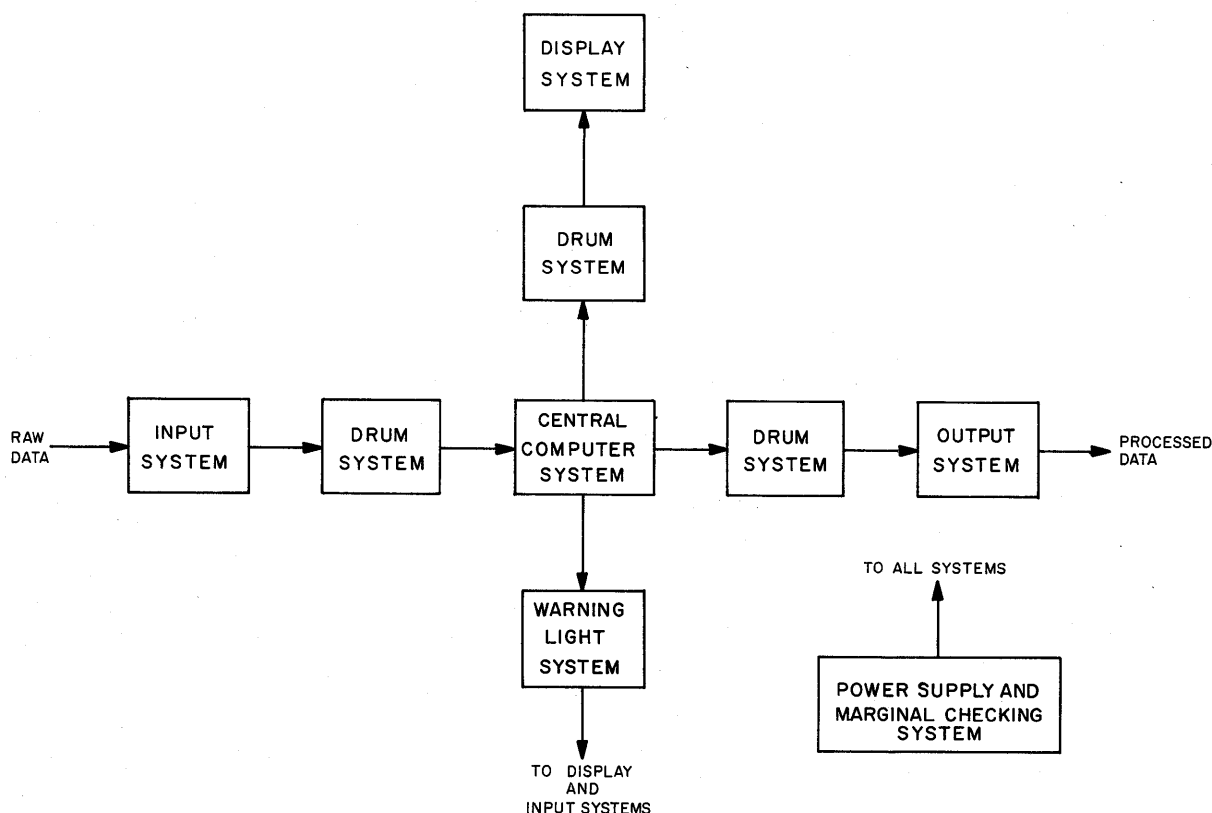 DISPLAY
SYSTEM
DRUM
SYSTEM
RAW
DATA
INPUT
SYSTEM
DRUM
SYSTEM
CENTRAL
COMPUTER
SYSTEM
DRUM
SYSTEM
OUTPUT
SYSTEM
PROCESSED
DATA
WARNING
LIGHT
SYSTEM
TO DISPLAY
AND
INPUT SYSTEMS
TO ALL SYSTEMS
POWER SUPPLY AND
MARGINAL CHECKING
SYSTEM